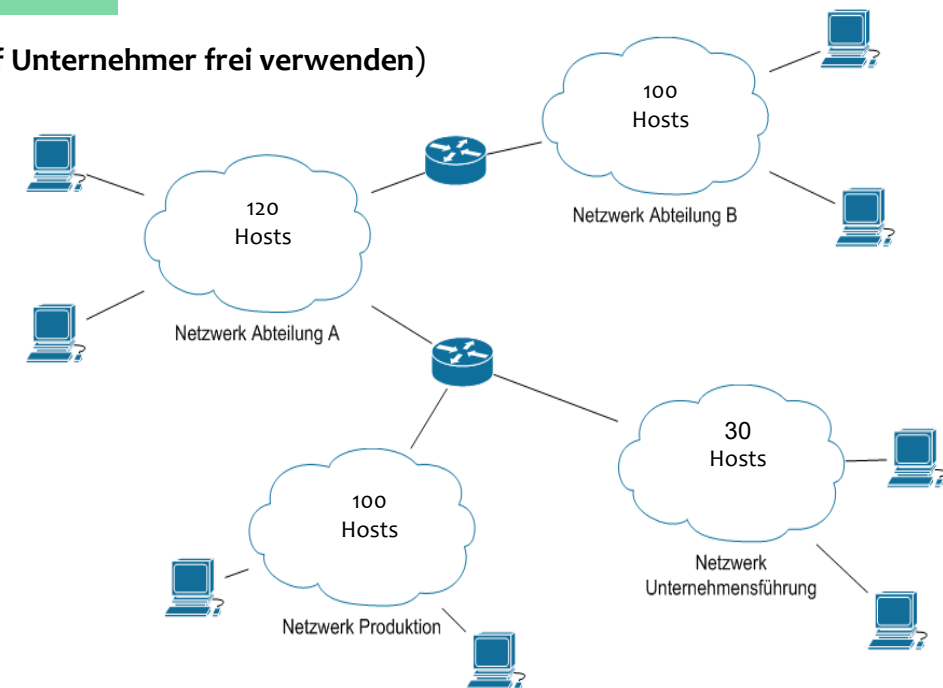 Unternehmer frei verwenden)
100
Hosts
Netzwerk Abteilung B
120
Hosts
Netzwerk Abteilung A
30
Hosts
Netzwerk
Unternehmensführung
100
Hosts
Netzwerk Produktion